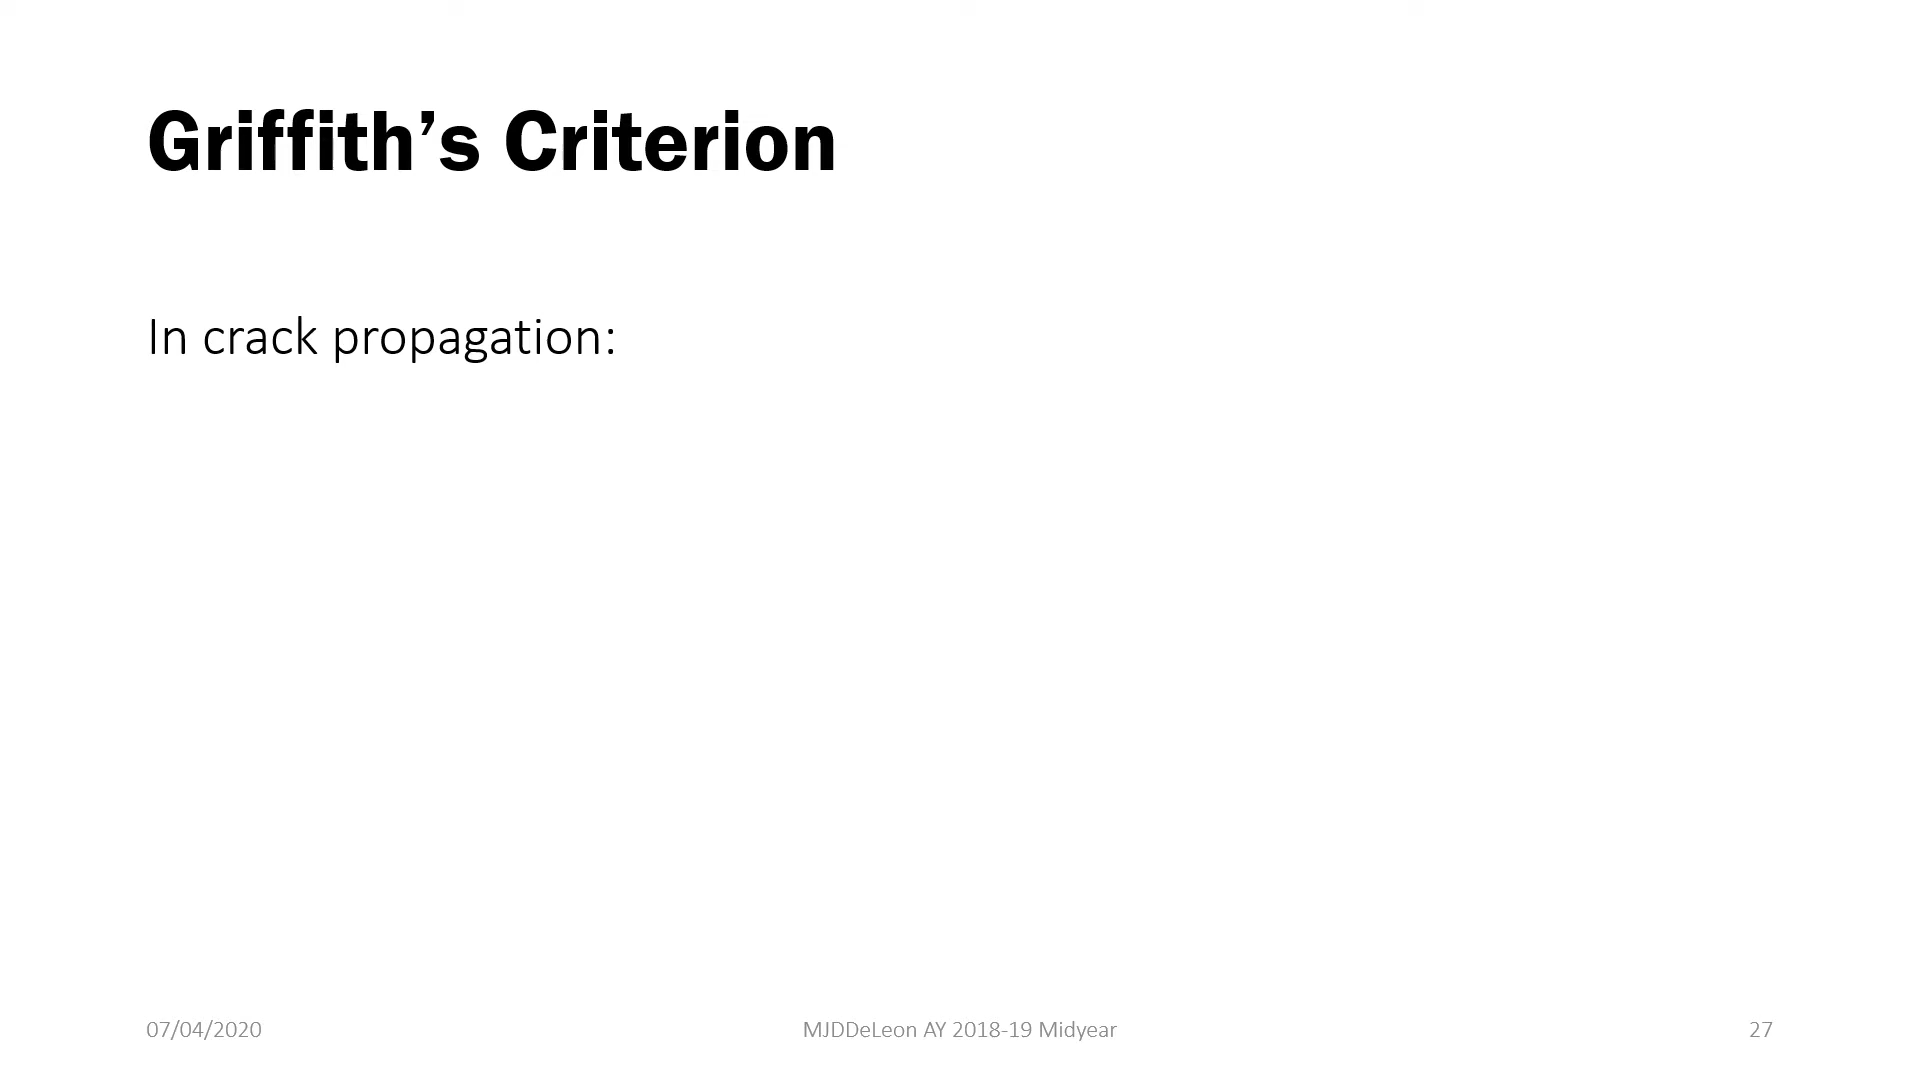 Griffith’s Criterion
In crack propagation:
07/04/2020
MJDDeLeon AY 2018-19 Midyear
27